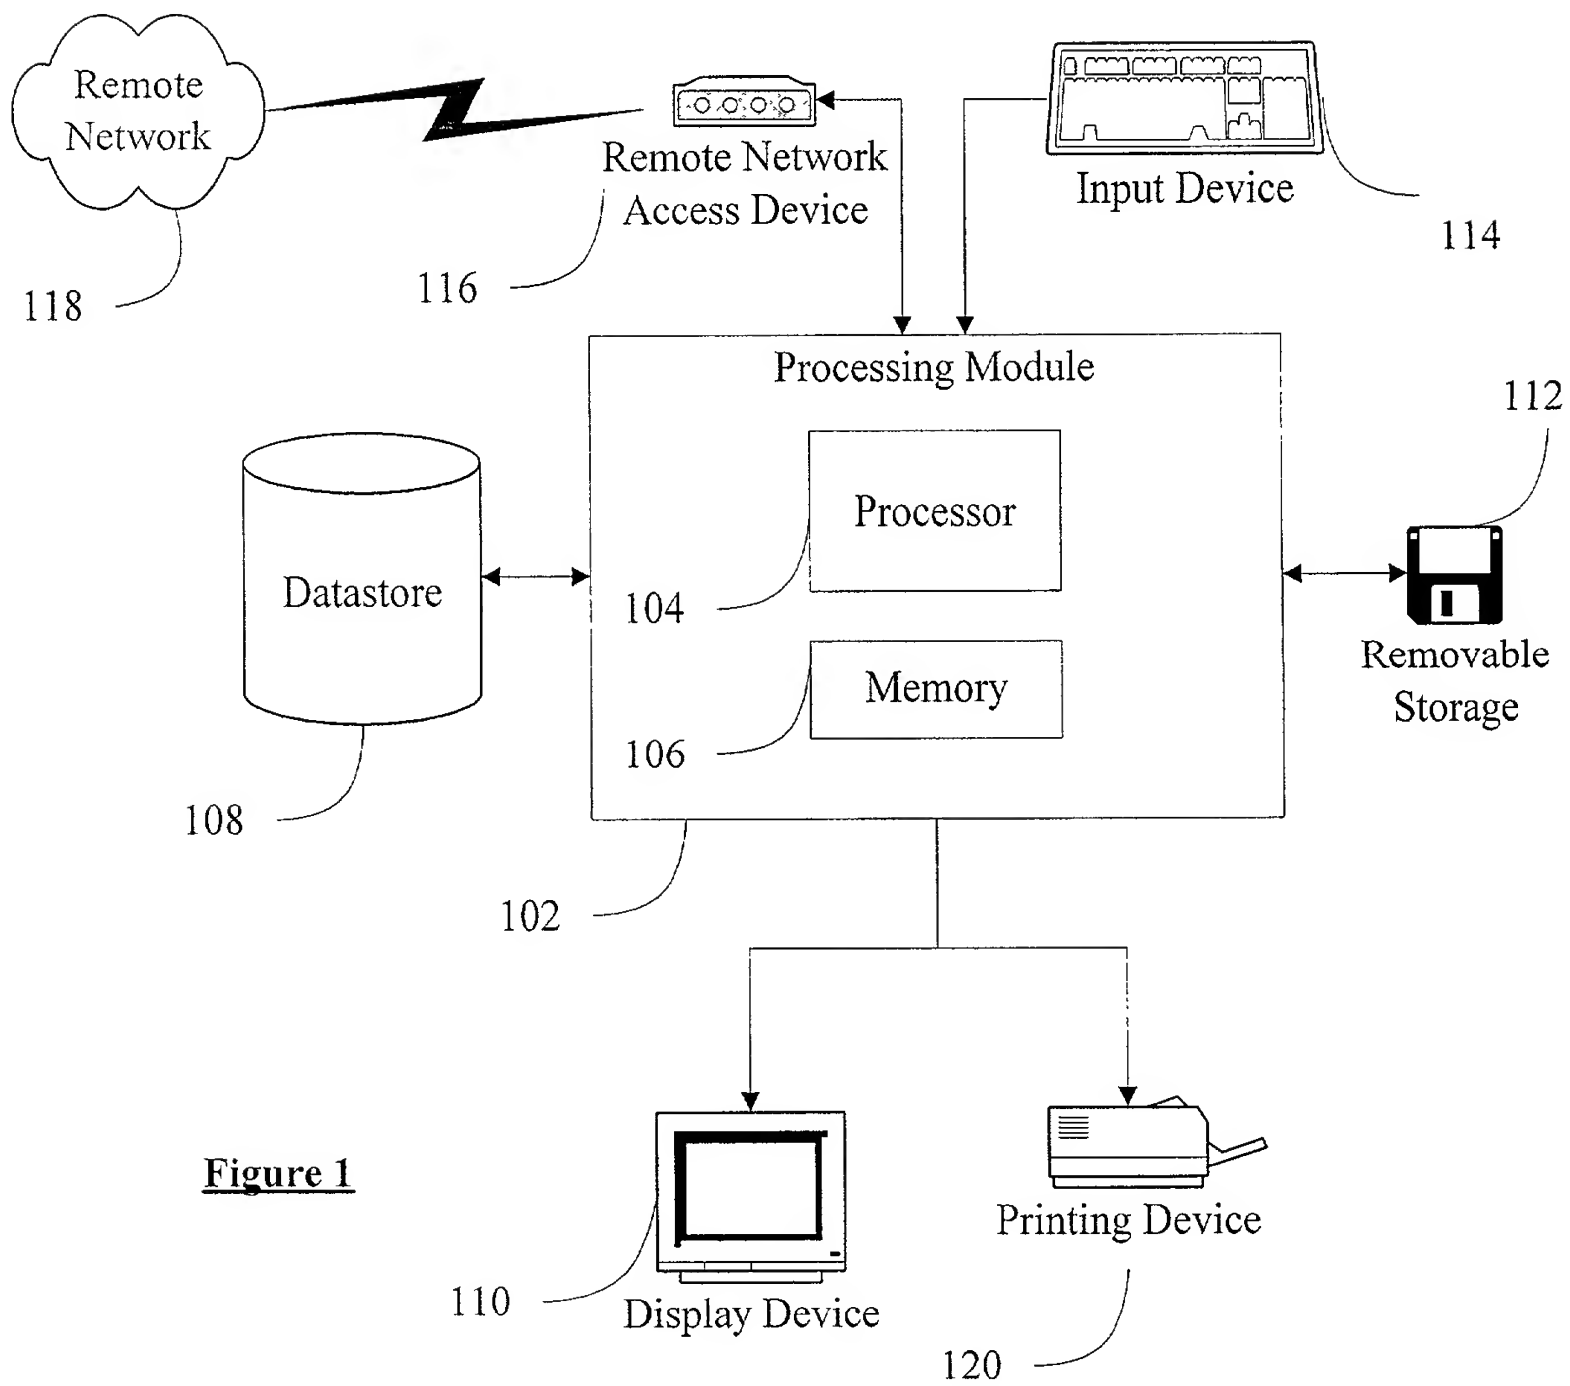 Remote
Network
118
Remote Network
Access Device
116
Input Device
114
Processing Module
Processor
104
Memory
106
102
Datastore
108
112
Removable
Storage
Display Device
110
Printing Device
120
Figure 1